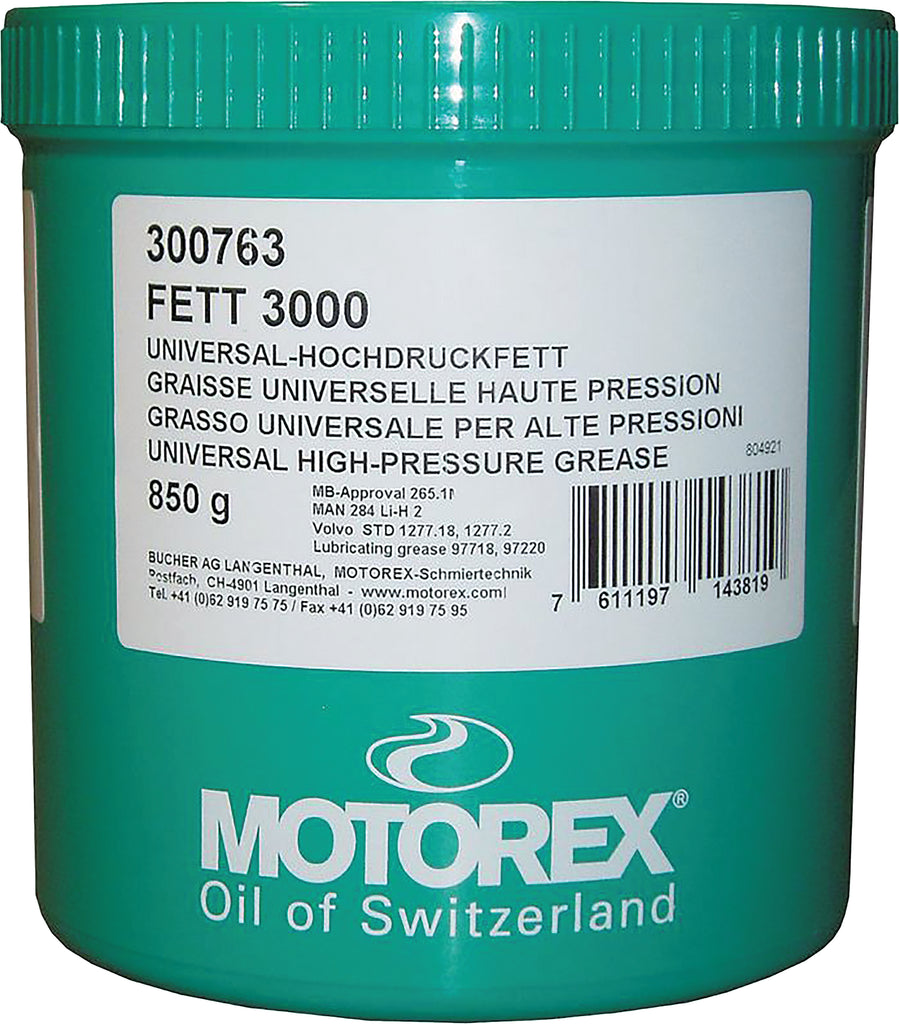 300763
FETT 3000
UNIVERSAL-HOCHDRUCKFETT
GRAISSE UNIVERSELLE HAUTE PRESSION
GRASSO UNIVERSALE PER ALTE PRESSIONI
UNIVERSAL HIGH-PRESSURE GREASE
804921
850 g
MB-Approval 265.1
MAN 284 Li-H 2
Volvo STD 1277.18, 1277.2
Lubricating grease 97718, 97220
BUCHER AG LANGENTHAL, MOTOREX-Schmiertechnik
Postfach, CH-4901 Langenthal - www.motorex.com
Tel. +41 (0)62 919 75 75 / Fax +41 (0)62 919 75 95
7 611197 143819
MOTOREX®
Oil of Switzerland